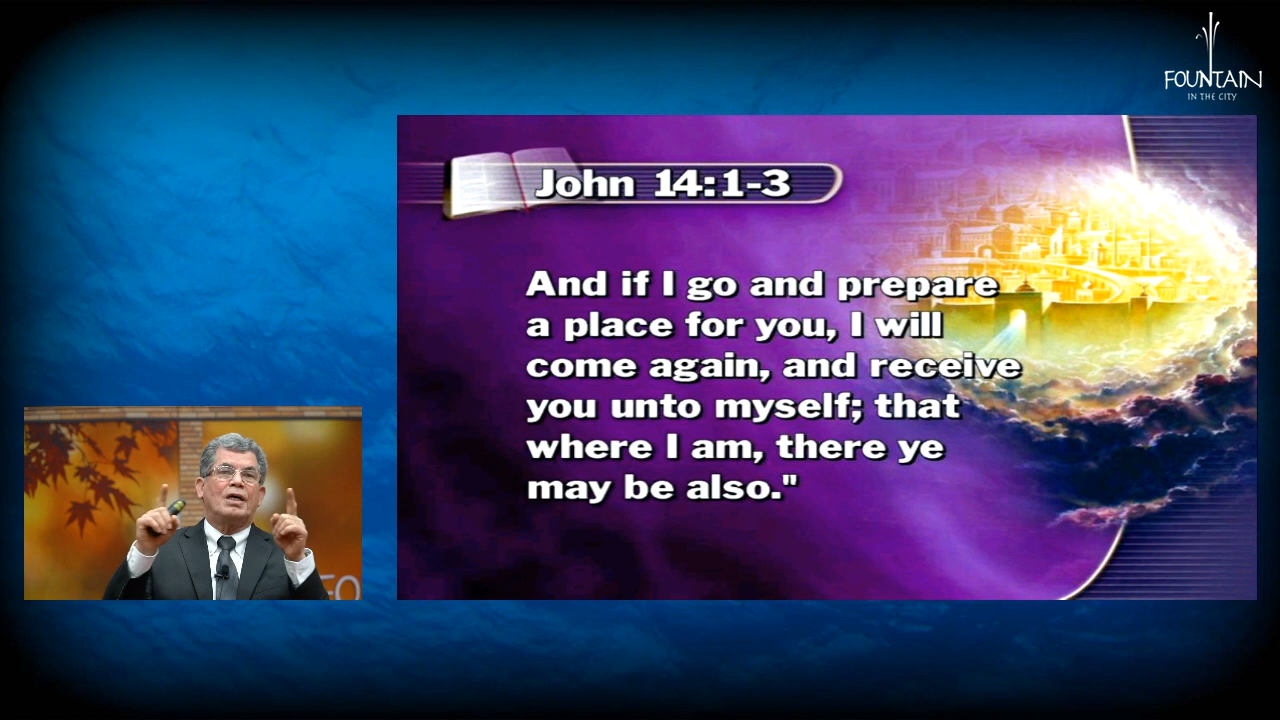 FOUNTAIN
IN THE CITY
John 14:1-3
And if I go and prepare
a place for you, I will
come again, and receive
you unto myself; that
where I am, there ye
may be also."